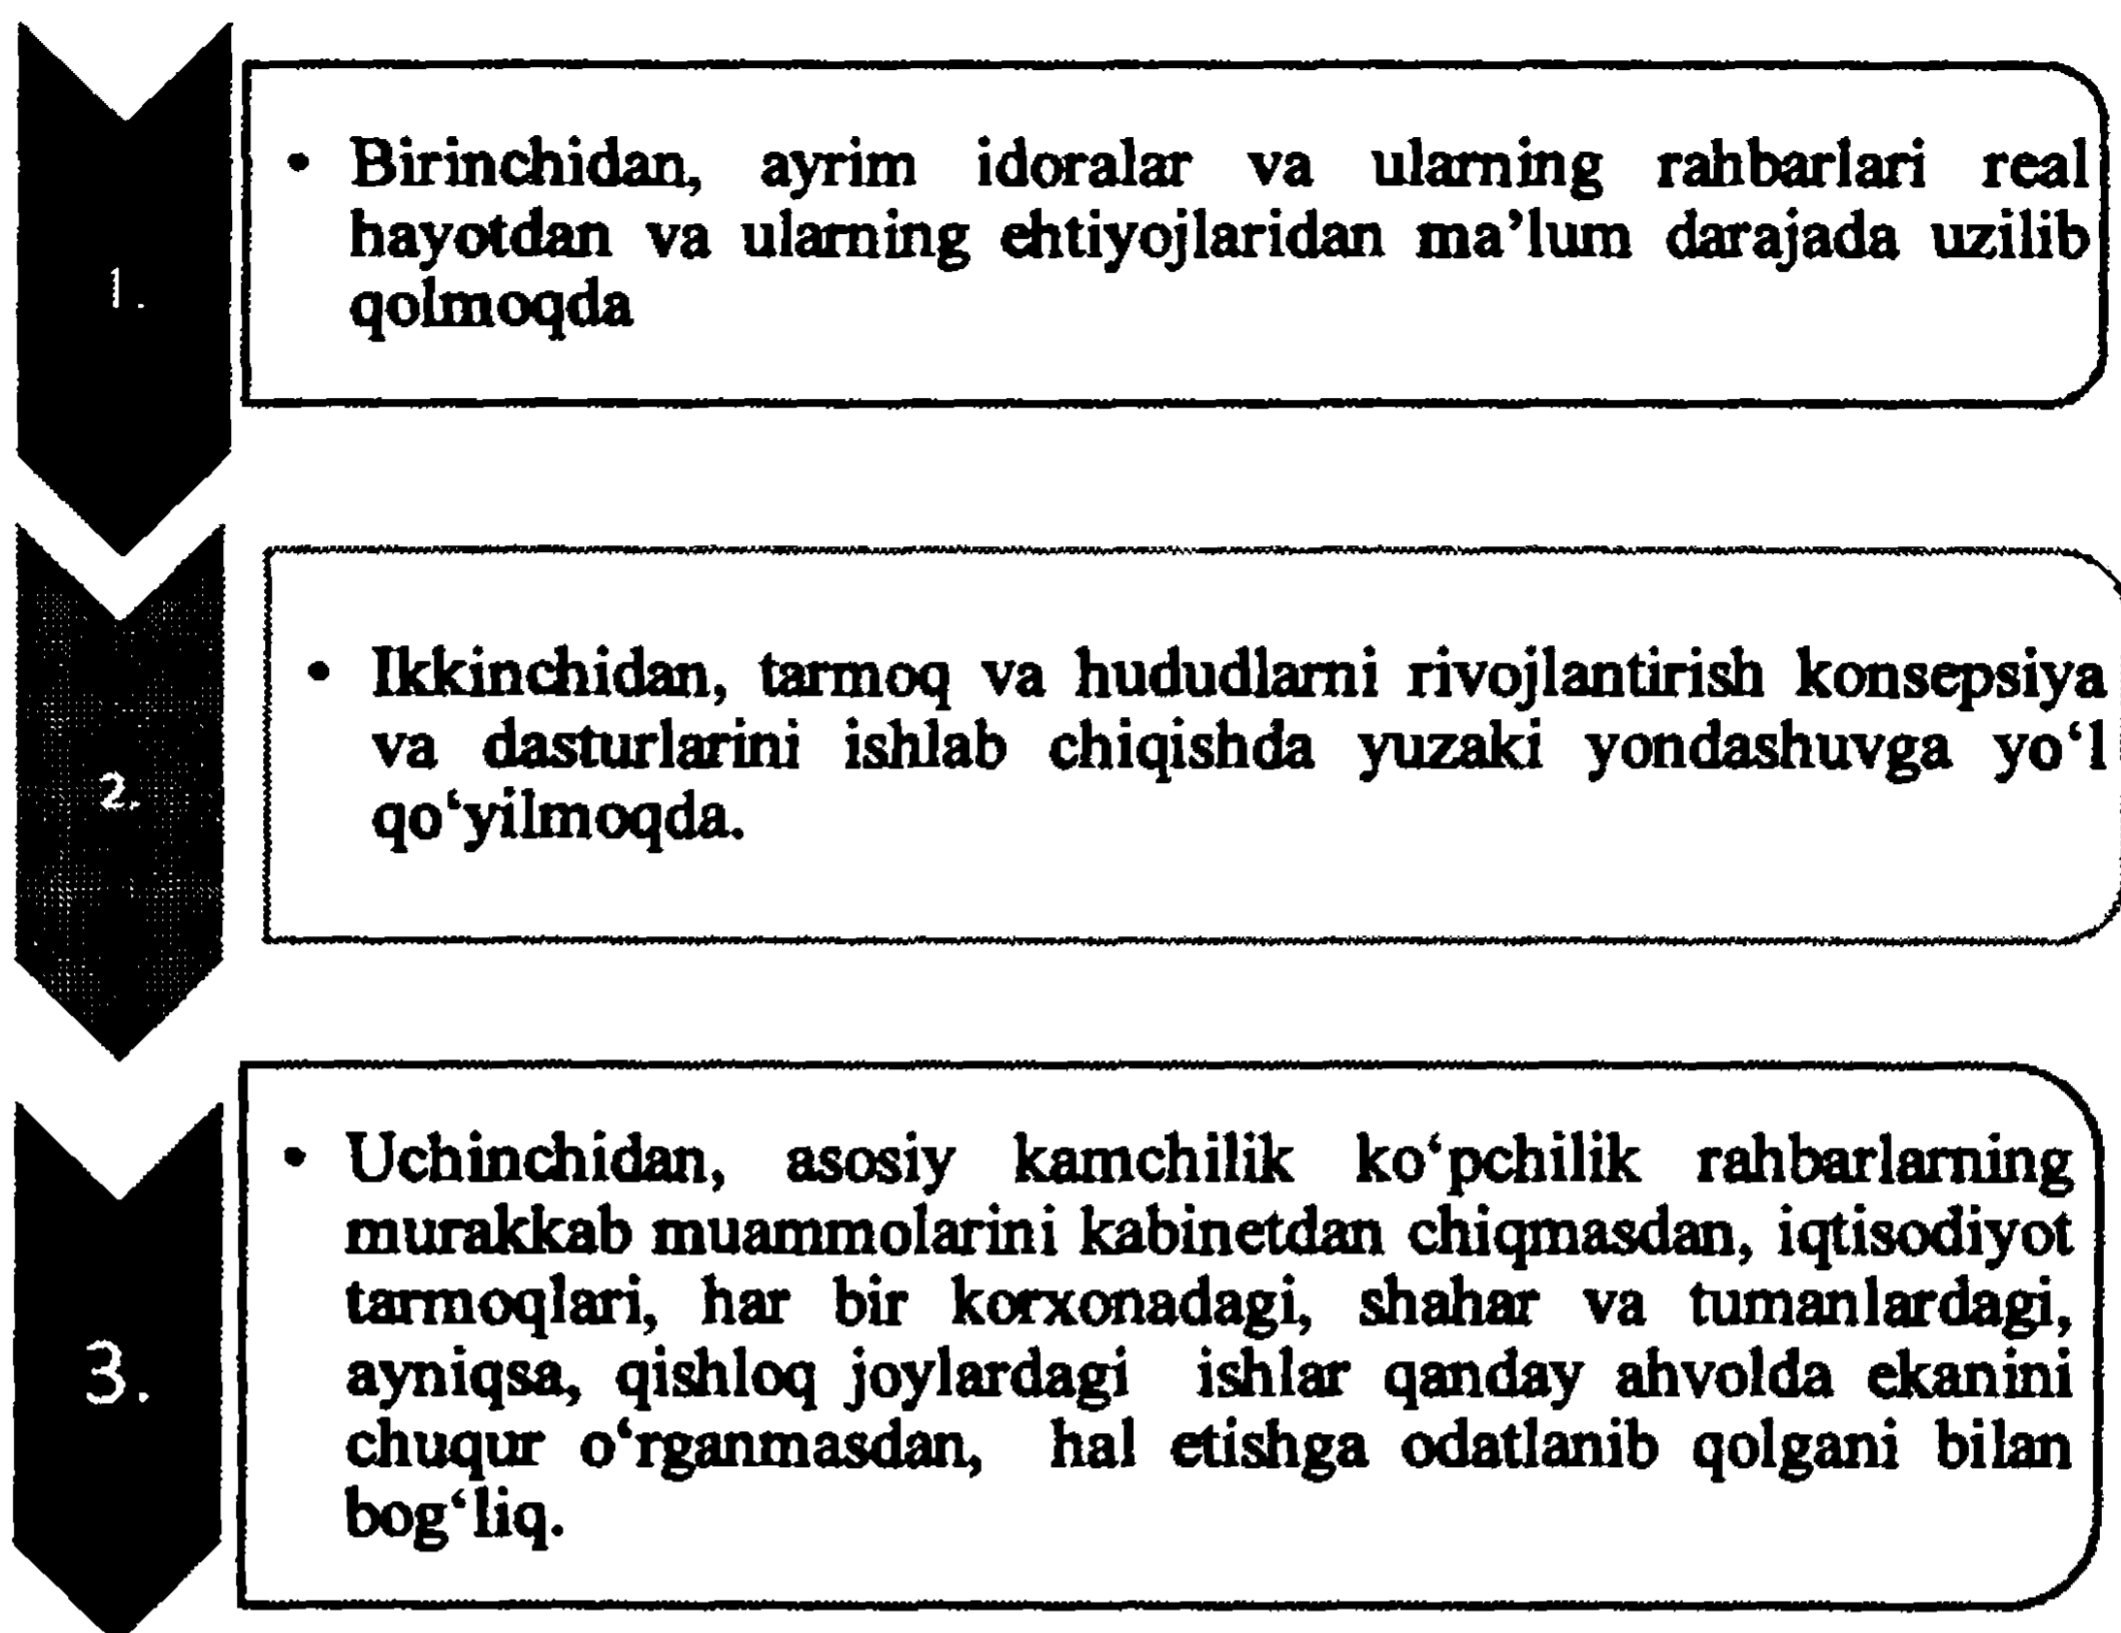 1.
• Birinchidan, ayrim idoralar va ularning rahbarlari real
hayotdan va ularning ehtiyojlaridan ma’lum darajada uzilib
qolmoqda
2.
• Ikkinchidan, tarmoq va hududlarni rivojlantirish konsepsiya
va dasturlarini ishlab chiqishda yuzaki yondashuvga yo‘l
qo‘yilmoqda.
3.
• Uchinchidan, asosiy kamchilik ko‘pchilik rahbarlarning
murakkab muammolarini kabinetdan chiqmasdan, iqtisodiyot
tarmoqlari, har bir korxonadagi, shahar va tumanlardagi,
ayniqsa, qishloq joylardagi ishlar qanday ahvolda ekanini
chuqur o‘rganmasdan, hal etishga odatlanib qolgani bilan
bog‘liq.